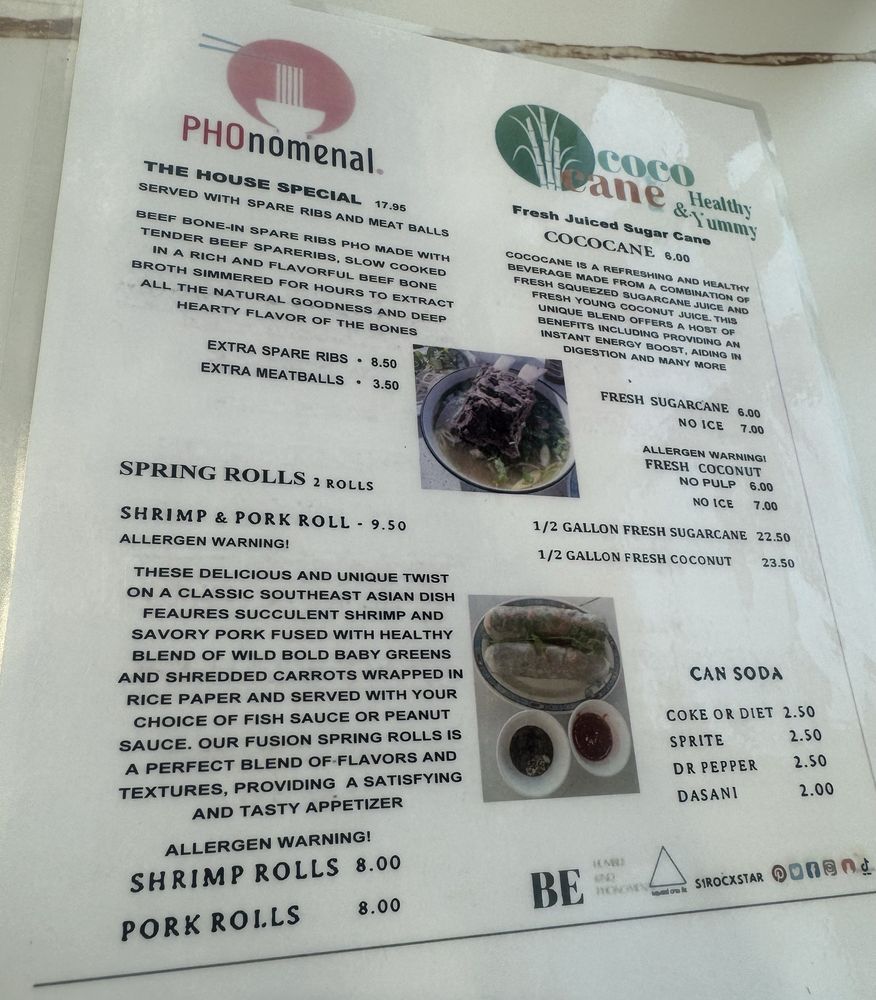 PHOnomenal.
THE HOUSE SPECIAL 17.95
SERVED WITH SPARE RIBS AND MEAT BALLS
BEEF BONE-IN SPARE RIBS PHO MADE WITH
TENDER BEEF SPARERIBS, SLOW COOKED
IN A RICH AND FLAVORFUL BEEF BONE
BROTH SIMMERED FOR HOURS TO EXTRACT
ALL THE NATURAL GOODNESS AND DEEP
HEARTY FLAVOR OF THE BONES
EXTRA SPARE RIBS • 8.50
EXTRA MEATBALLS • 3.50
SPRING ROLLS 2 ROLLS
SHRIMP & PORK ROLL - 9.50
ALLERGEN WARNING!
THESE DELICIOUS AND UNIQUE TWIST
ON A CLASSIC SOUTHEAST ASIAN DISH
FEAURES SUCCULENT SHRIMP AND
SAVORY PORK FUSED WITH HEALTHY
BLEND OF WILD BOLD BABY GREENS
AND SHREDDED CARROTS WRAPPED IN
RICE PAPER AND SERVED WITH YOUR
CHOICE OF FISH SAUCE OR PEANUT
SAUCE. OUR FUSION SPRING ROLLS IS
A PERFECT BLEND OF FLAVORS AND
TEXTURES, PROVIDING A SATISFYING
AND TASTY APPETIZER
ALLERGEN WARNING!
SHRIMP ROLLS 8.00
PORK ROLLS 8.00
coco
cane Healthy
& Yummy
Fresh Juiced Sugar Cane
COCOCANE 6.00
COCOCANE IS A REFRESHING AND HEALTHY
BEVERAGE MADE FROM A COMBINATION OF
FRESH SQUEEZED SUGARCANE JUICE AND
FRESH YOUNG COCONUT JUICE. THIS
UNIQUE BLEND OFFERS A HOST OF
BENEFITS INCLUDING PROVIDING AN
INSTANT ENERGY BOOST, AIDING IN
DIGESTION AND MANY MORE
FRESH SUGARCANE 6.00
NO ICE 7.00
ALLERGEN WARNING!
FRESH COCONUT
NO PULP 6.00
NO ICE 7.00
1/2 GALLON FRESH SUGARCANE 22.50
1/2 GALLON FRESH COCONUT 23.50
CAN SODA
COKE OR DIET 2.50
SPRITE 2.50
DR PEPPER 2.50
DASANI 2.00
BE
HUMBLE
KIND
S1ROCXSTAR